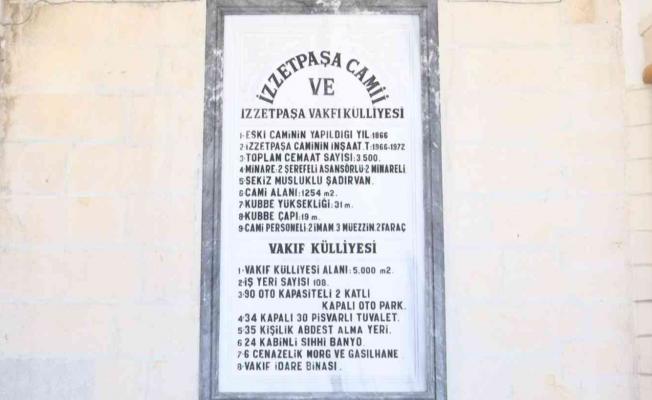 İZZETPAŞA CAMİİ
VE
İZZETPAŞA VAKFI KÜLLİYESİ
1-ESKİ CAMİNİN YAPILDIĞI YIL:1866
2-İZZETPAŞA CAMİNİN İNŞAAT.T:1966-1972
3-TOPLAM CEMAAT SAYISI:3.500.
4-MİNARE:2 ŞEREFELİ ASANSÖRLÜ-2 MİNARELİ
5-SEKİZ MUSLUKLU ŞADIRVAN.
6-CAMİ ALANI:1254 m2.
7-KUBBE YÜKSEKLİĞİ:31 m.
8-KUBBE ÇAPI:19 m.
9-CAMİ PERSONELİ:2 İMAM 3 MÜEZZİN.2 FARAÇ
VAKIF KÜLLİYESİ
1-VAKIF KÜLLİYESİ ALANI:5.000 m2.
2-İŞ YERİ SAYISI 108.
3-90 OTO KAPASİTELİ 2 KATLI
KAPALI OTO PARK.
4-34 KAPALI 30 PİSVARLI TUVALET.
5-35 KİŞİLİK ABDEST ALMA YERİ.
6 24 KABİNLİ SIHHİ BANYO.
7-6 CENAZELİK MORG VE GASILHANE
8-VAKIF İDARE BİNASI.